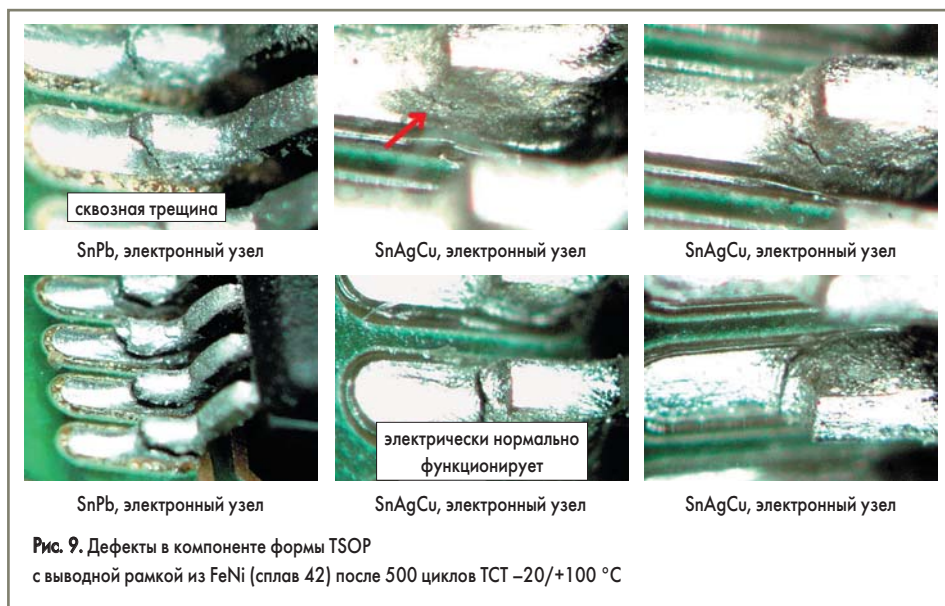 сквозная трещина
SnPb, электронный узел
SnAgCu, электронный узел
SnAgCu, электронный узел
электрически нормально
функционирует
SnPb, электронный узел
SnAgCu, электронный узел
SnAgCu, электронный узел
Рис. 9. Дефекты в компоненте формы TSOP
с выводной рамкой из FeNi (сплав 42) после 500 циклов ТСТ –20/+100 °C